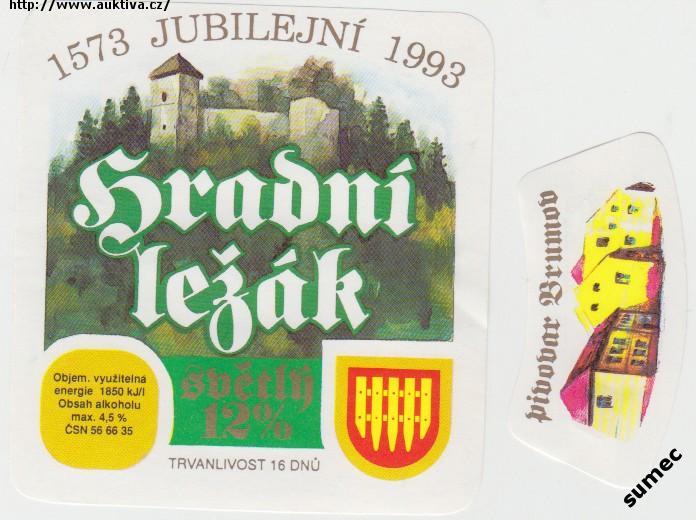 http://www.auktiva.cz/
1573 JUBILEJNÍ 1993
Hradní
ležák
Objem. využitelná
energie 1850 kJ/l
Obsah alkoholu
max. 4,5 %
ČSN 56 66 35
světlý
12%
TRVANLIVOST 16 DNŮ
pivovar Brumov
sumec